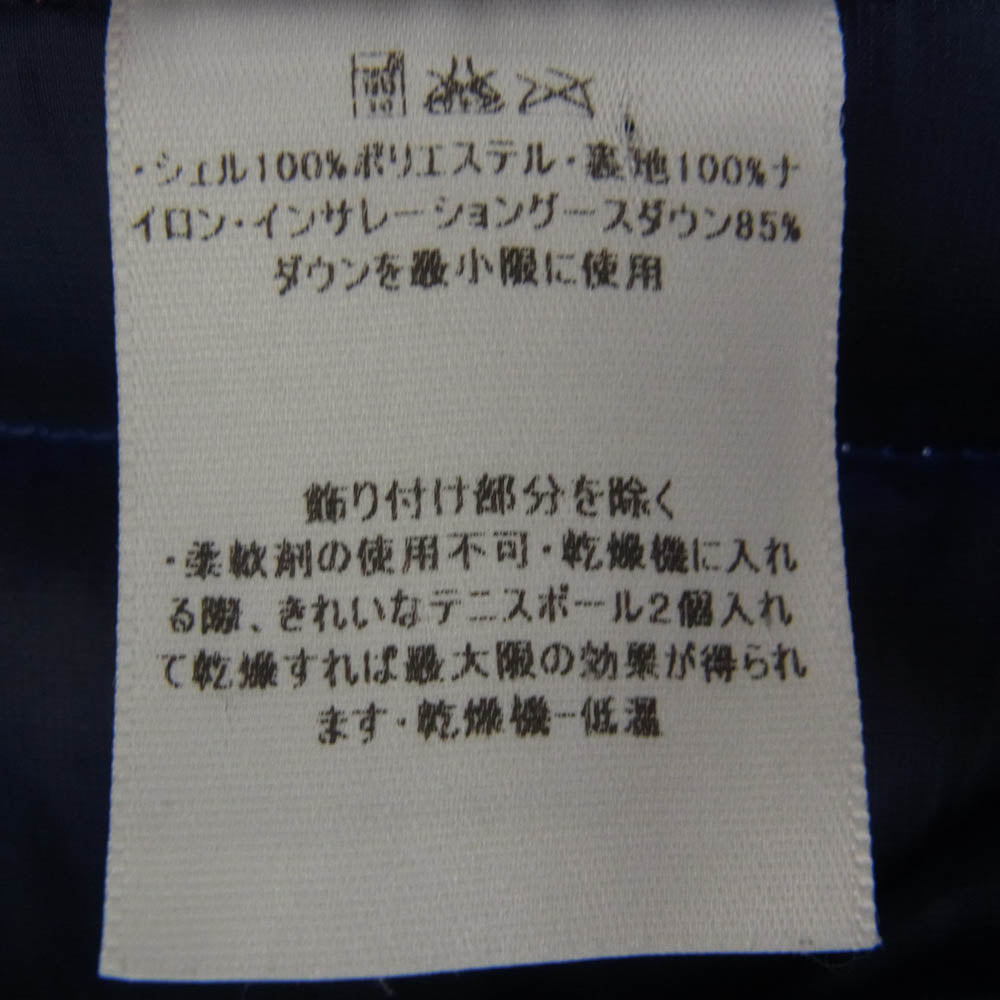 ・シェル100%ポリエステル・裏地100%ナ
イロン・インサレーショングースダウン85%
ダウンを最小限に使用
飾り付け部分を除く
・柔軟剤の使用不可・乾燥機に入れ
る際、きれいなテニスボール2個入れ
て乾燥すれば最大限の効果が得られ
ます・乾燥機-低温